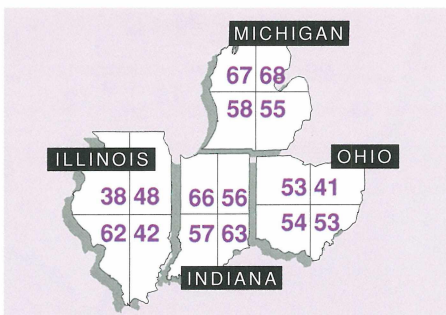 MICHIGAN
67 68
58 55
ILLINOIS
38 48
62 42
66 56
57 63
INDIANA
OHIO
53 41
54 53